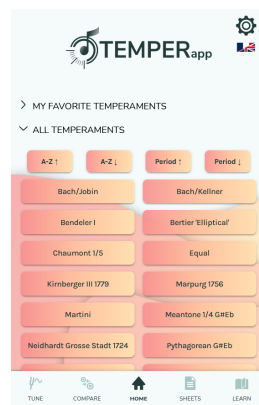 TEMPERapp
MY FAVORITE TEMPERAMENTS
ALL TEMPERAMENTS
A-Z ↑ A-Z ↓ Period ↑ Period ↓
Bach/Jobin Bach/Kellner
Bendeler I Bertier 'Elliptical'
Chaumont 1/5 Equal
Kirnberger III 1779 Marpurg 1756
Martini Meantone 1/4 G#Eb
Neidhardt Grosse Stadt 1724 Pythagorean G#Eb
TUNE COMPARE HOME SHEETS LEARN